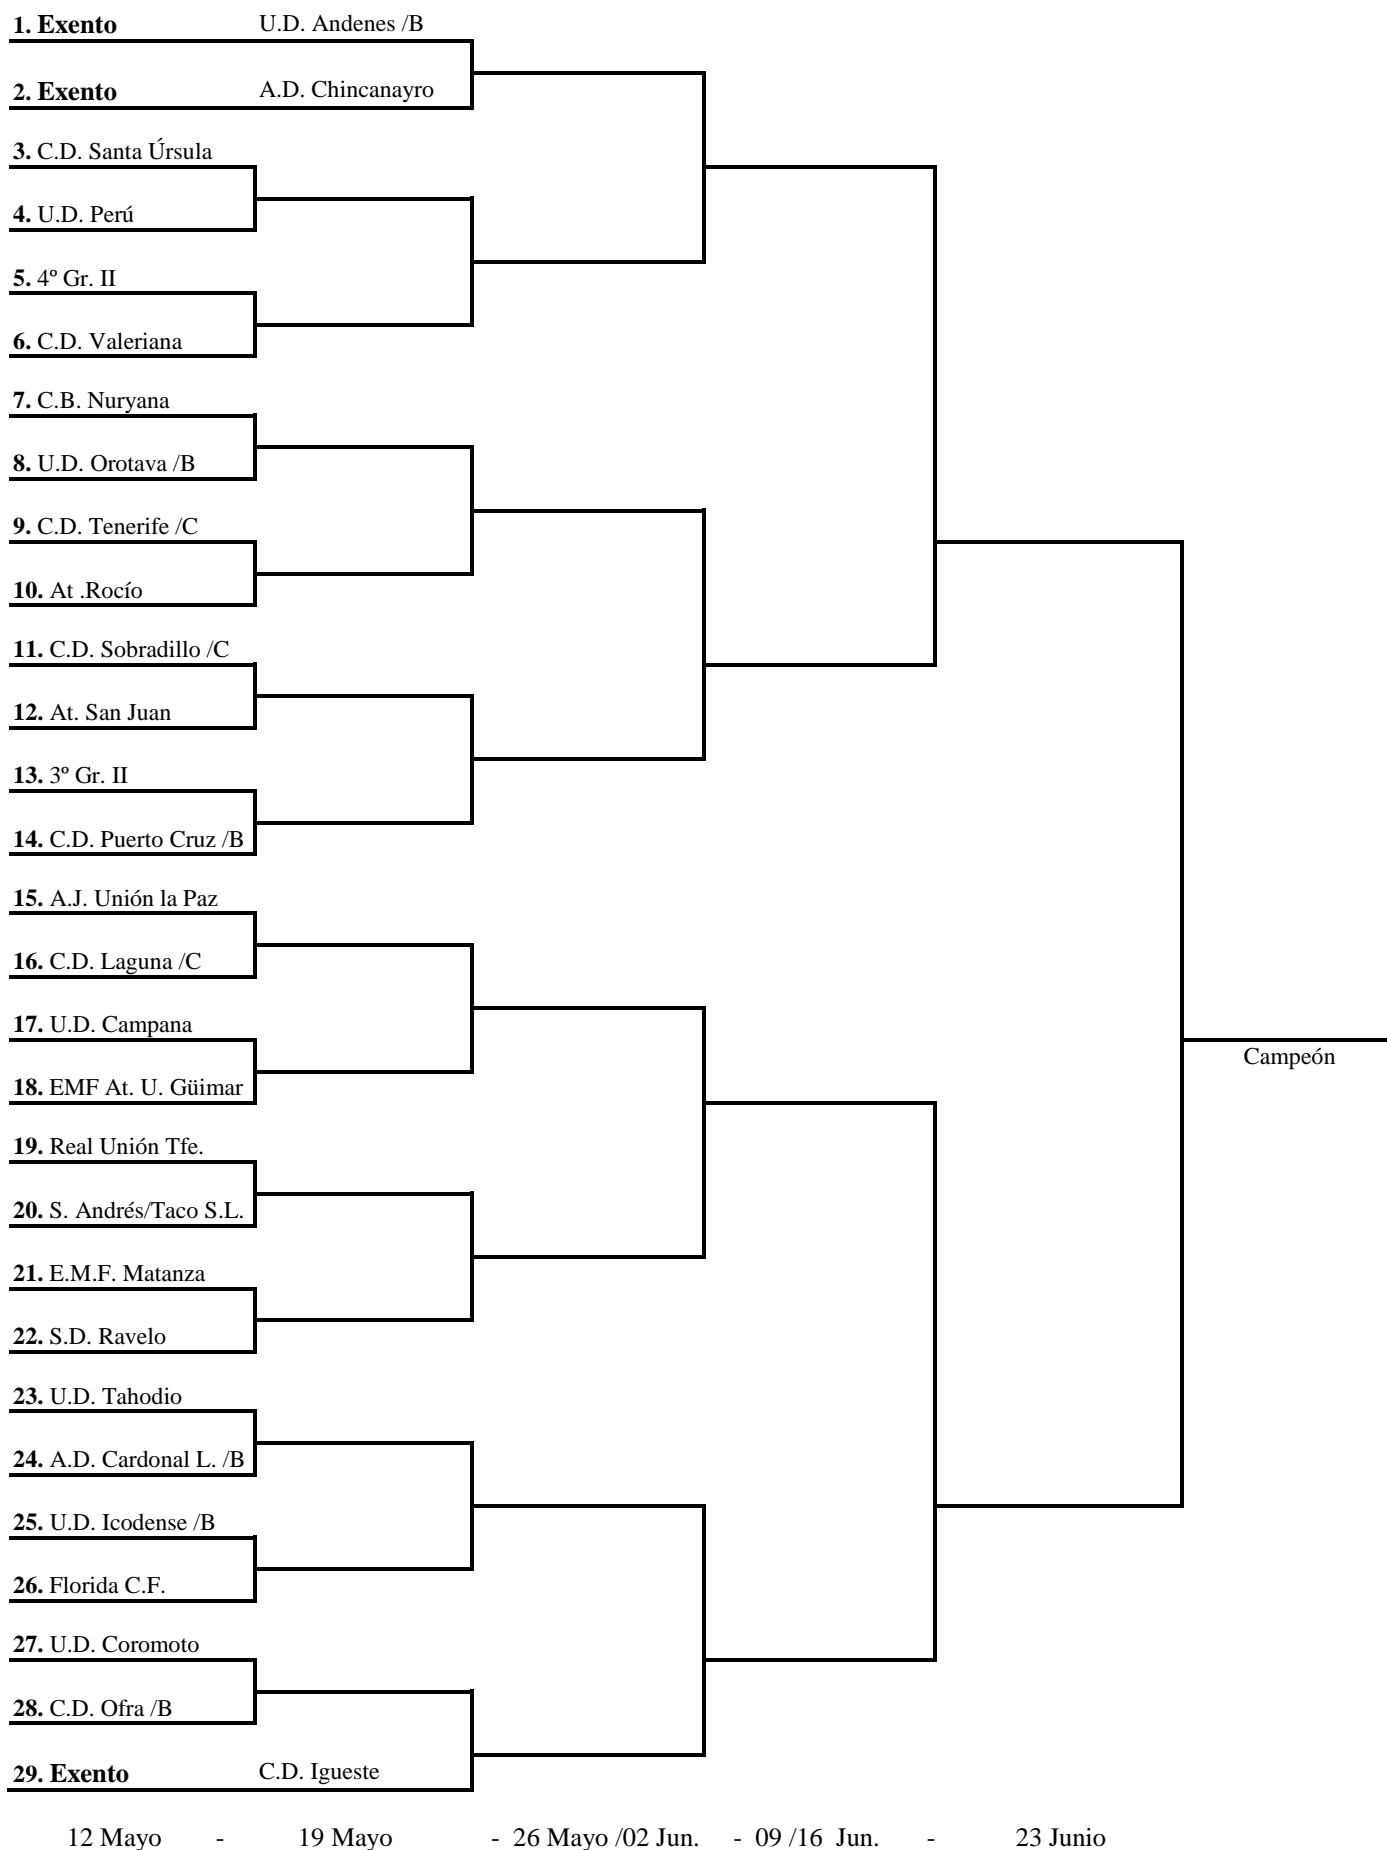 1. Exento U.D. Andenes /B
2. Exento A.D. Chincanayro
3. C.D. Santa Úrsula
4. U.D. Perú
5. 4º Gr. II
6. C.D. Valeriana
7. C.B. Nuryana
8. U.D. Orotava /B
9. C.D. Tenerife /C
10. At .Rocío
11. C.D. Sobradillo /C
12. At. San Juan
13. 3º Gr. II
14. C.D. Puerto Cruz /B
15. A.J. Unión la Paz
16. C.D. Laguna /C
17. U.D. Campana
Campeón
18. EMF At. U. Güimar
19. Real Unión Tfe.
20. S. Andrés/Taco S.L.
21. E.M.F. Matanza
22. S.D. Ravelo
23. U.D. Tahodio
24. A.D. Cardonal L. /B
25. U.D. Icodense /B
26. Florida C.F.
27. U.D. Coromoto
28. C.D. Ofra /B
29. Exento C.D. Igueste
12 Mayo - 19 Mayo - 26 Mayo /02 Jun. - 09 /16 Jun. - 23 Junio